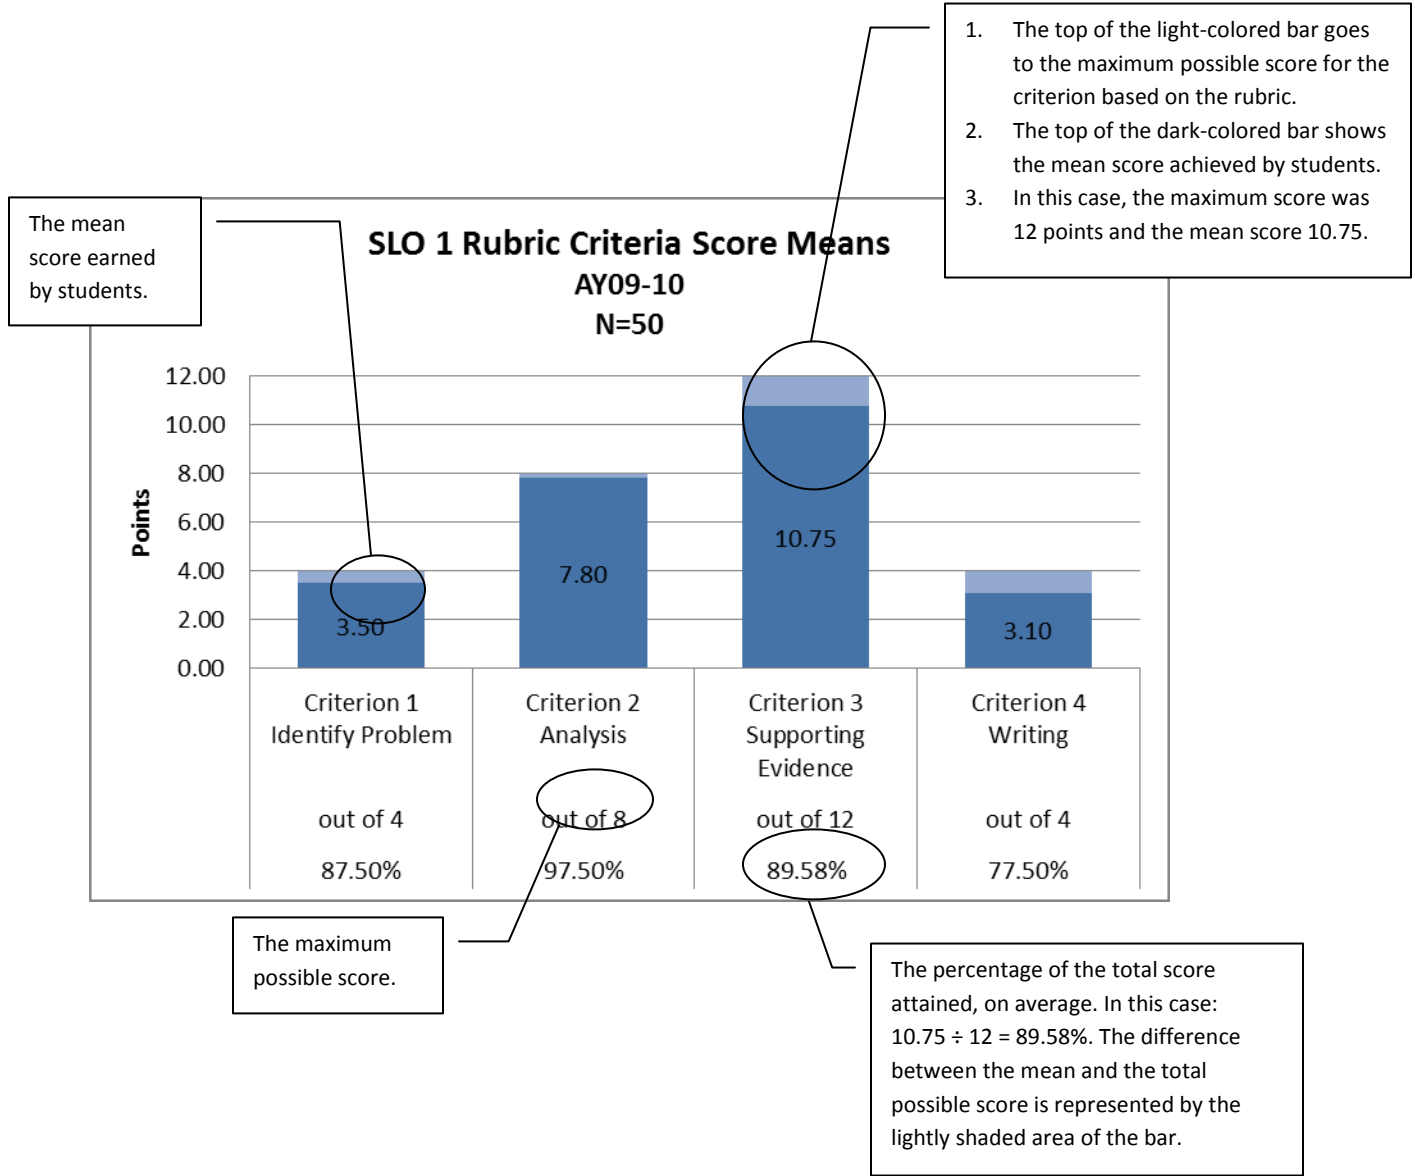 1. The top of the light-colored bar goes
to the maximum possible score for the
criterion based on the rubric.
2. The top of the dark-colored bar shows
the mean score achieved by students.
3. In this case, the maximum score was
12 points and the mean score 10.75.
The mean
score earned
by students.
SLO 1 Rubric Criteria Score Means
AY09-10
N=50
Points
12.00
10.00
8.00
6.00
4.00
2.00
0.00
3.50
7.80
10.75
3.10
Criterion 1
Identify Problem
out of 4
87.50%
Criterion 2
Analysis
out of 8
97.50%
Criterion 3
Supporting
Evidence
out of 12
89.58%
Criterion 4
Writing
out of 4
77.50%
The maximum
possible score.
The percentage of the total score
attained, on average. In this case:
10.75 ÷ 12 = 89.58%. The difference
between the mean and the total
possible score is represented by the
lightly shaded area of the bar.